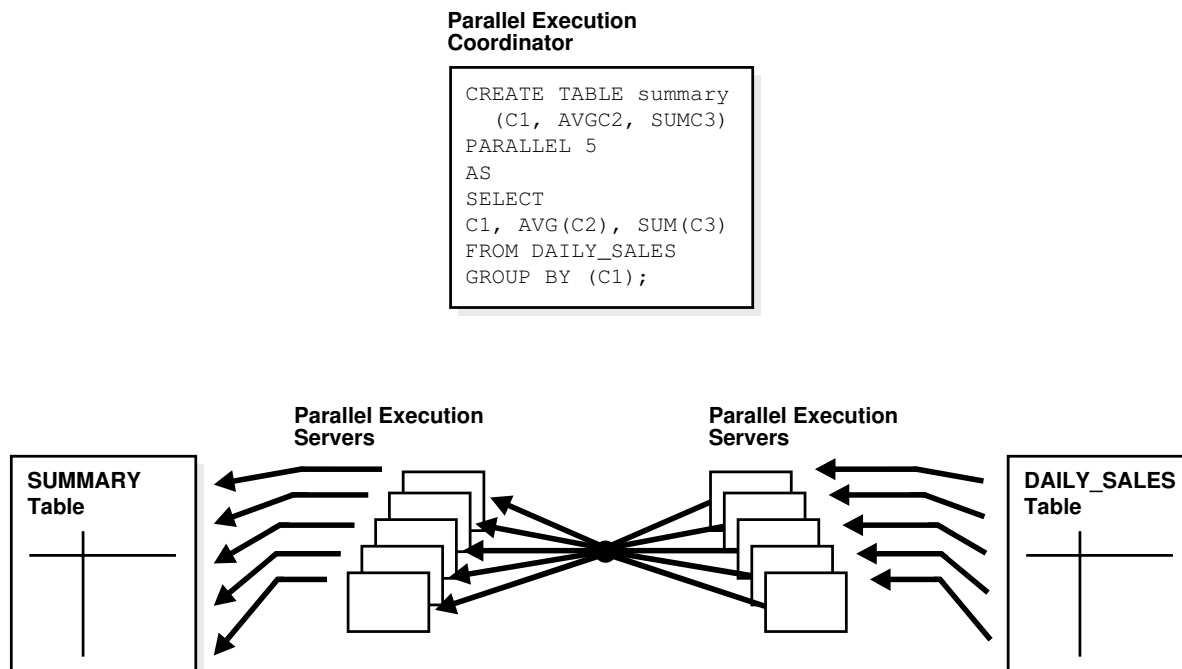 Parallel Execution
Coordinator
CREATE TABLE summary
(C1, AVGC2, SUMC3)
PARALLEL 5
AS
SELECT
C1, AVG(C2), SUM(C3)
FROM DAILY_SALES
GROUP BY (C1);
Parallel Execution
Servers
Parallel Execution
Servers
SUMMARY
Table
DAILY_SALES
Table